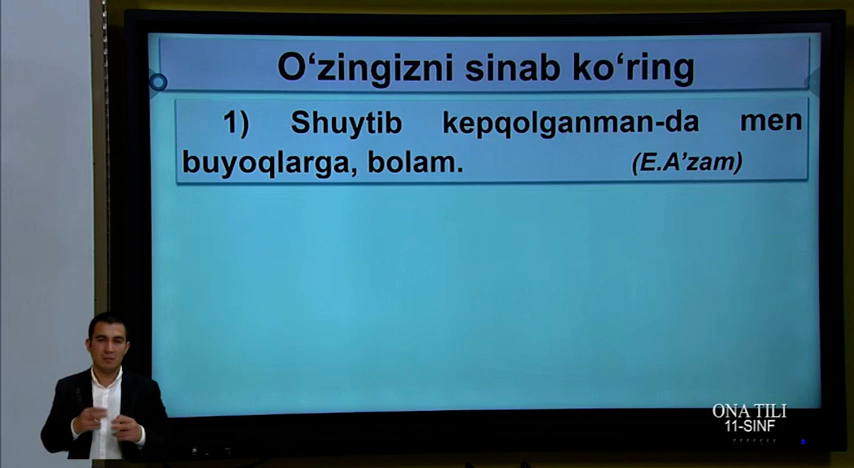 O‘zingizni sinab ko‘ring
1) Shuytib kepqolganman-da men
buyoqlarga, bolam. (E.A’zam)
ONA TILI
11-SINF